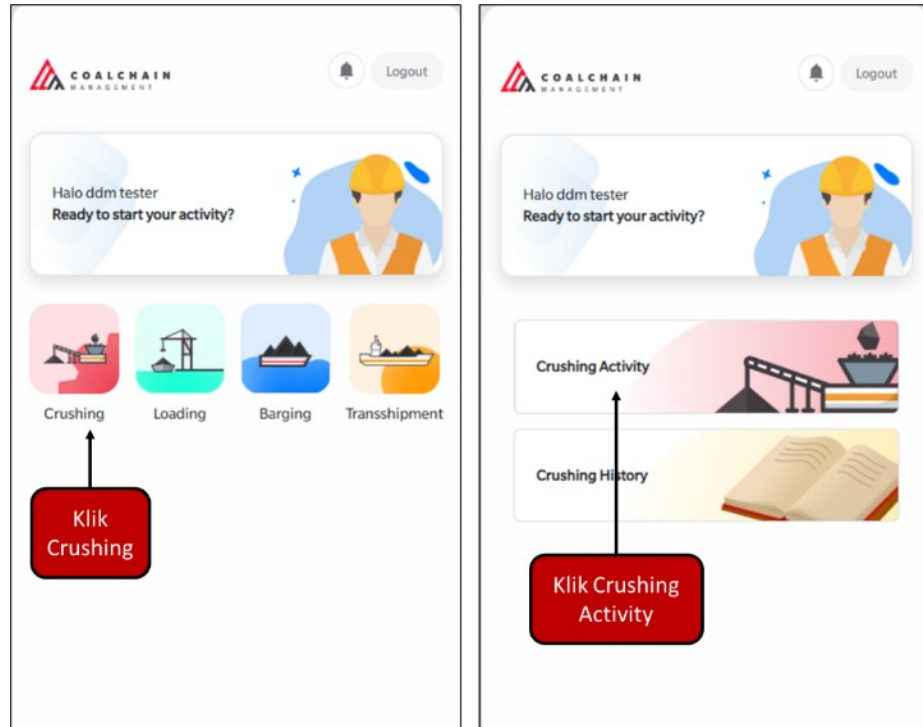 COALCHAIN
MANAGEMENT
Logout
Halo ddm tester
Ready to start your activity?
Crushing
Loading
Barging
Transshipment
Klik
Crushing
COALCHAIN
MANAGEMENT
Logout
Halo ddm tester
Ready to start your activity?
Crushing Activity
Crushing History
Klik Crushing
Activity